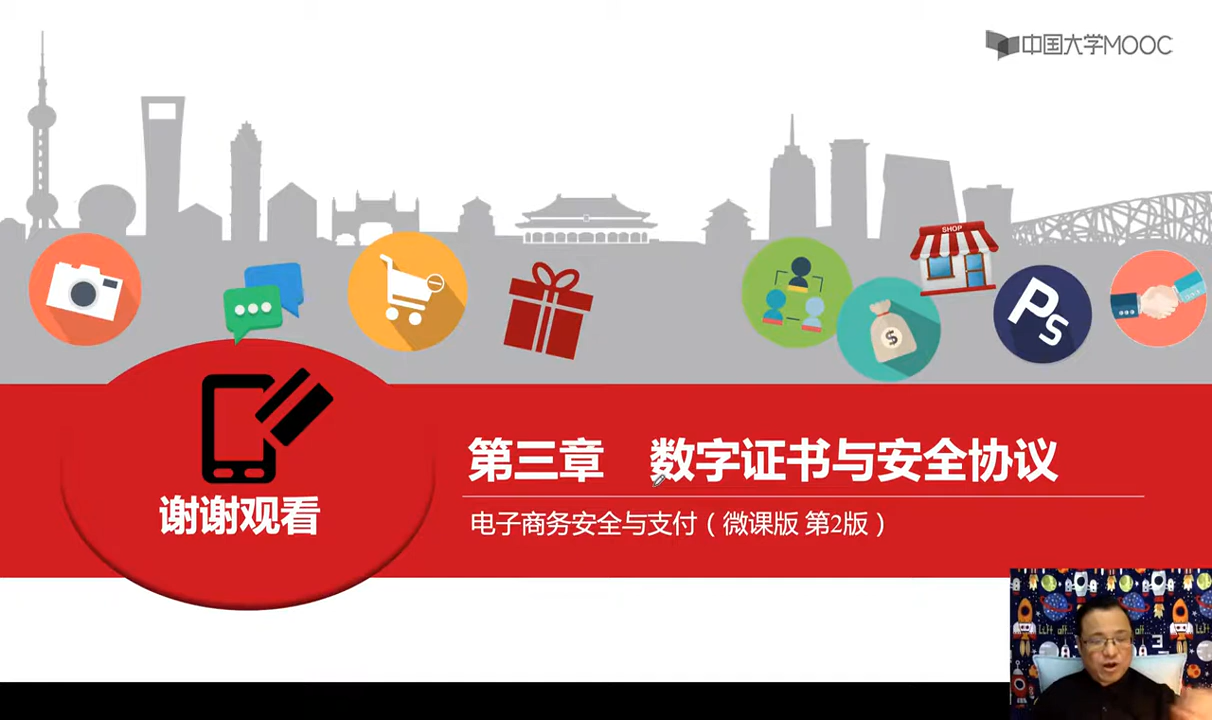 中国大学MOOC
SHOP
Ps
第三章 数字证书与安全协议
谢谢观看
电子商务安全与支付（微课版 第2版）